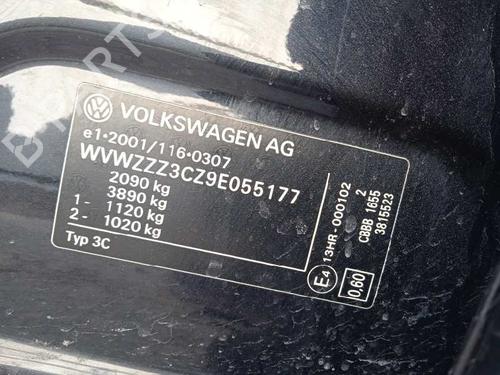 VOLKSWAGEN AG
e1*2001/116*0307
WVWZZZ3CZ9E055177
2090 kg
3890 kg
1- 1120 kg
2- 1020 kg
Typ 3C
E4 13HR-000102
2
CBBB 1655
3815523
0,60